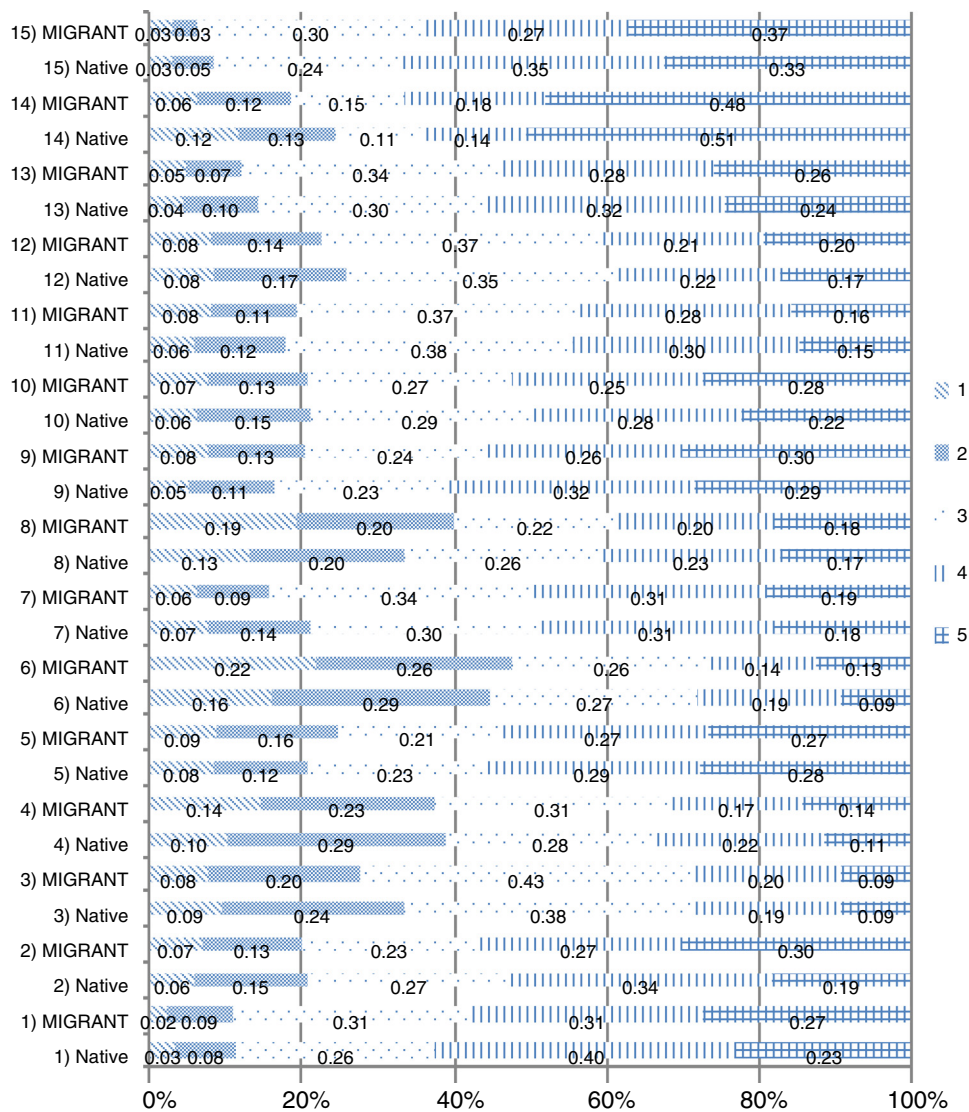 15) MIGRANT 0.03 0.03 0.30 0.27 0.37
15) Native 0.03 0.05 0.24 0.35 0.33
14) MIGRANT 0.06 0.12 0.15 0.18 0.48
14) Native 0.12 0.13 0.11 0.14 0.51
13) MIGRANT 0.05 0.07 0.34 0.28 0.26
13) Native 0.04 0.10 0.30 0.32 0.24
12) MIGRANT 0.08 0.14 0.37 0.21 0.20
12) Native 0.08 0.17 0.35 0.22 0.17
11) MIGRANT 0.08 0.11 0.37 0.28 0.16
11) Native 0.06 0.12 0.38 0.30 0.15
10) MIGRANT 0.07 0.13 0.27 0.25 0.28
10) Native 0.06 0.15 0.29 0.28 0.22
9) MIGRANT 0.08 0.13 0.24 0.26 0.30
9) Native 0.05 0.11 0.23 0.32 0.29
8) MIGRANT 0.19 0.20 0.22 0.20 0.18
8) Native 0.13 0.20 0.26 0.23 0.17
7) MIGRANT 0.06 0.09 0.34 0.31 0.19
7) Native 0.07 0.14 0.30 0.31 0.18
6) MIGRANT 0.22 0.26 0.26 0.14 0.13
6) Native 0.16 0.29 0.27 0.19 0.09
5) MIGRANT 0.09 0.16 0.21 0.27 0.27
5) Native 0.08 0.12 0.23 0.29 0.28
4) MIGRANT 0.14 0.23 0.31 0.17 0.14
4) Native 0.10 0.29 0.28 0.22 0.11
3) MIGRANT 0.08 0.20 0.43 0.20 0.09
3) Native 0.09 0.24 0.38 0.19 0.09
2) MIGRANT 0.07 0.13 0.23 0.27 0.30
2) Native 0.06 0.15 0.27 0.34 0.19
1) MIGRANT 0.02 0.09 0.31 0.31 0.27
1) Native 0.03 0.08 0.26 0.40 0.23
0% 20% 40% 60% 80% 100%
1
2
3
4
5